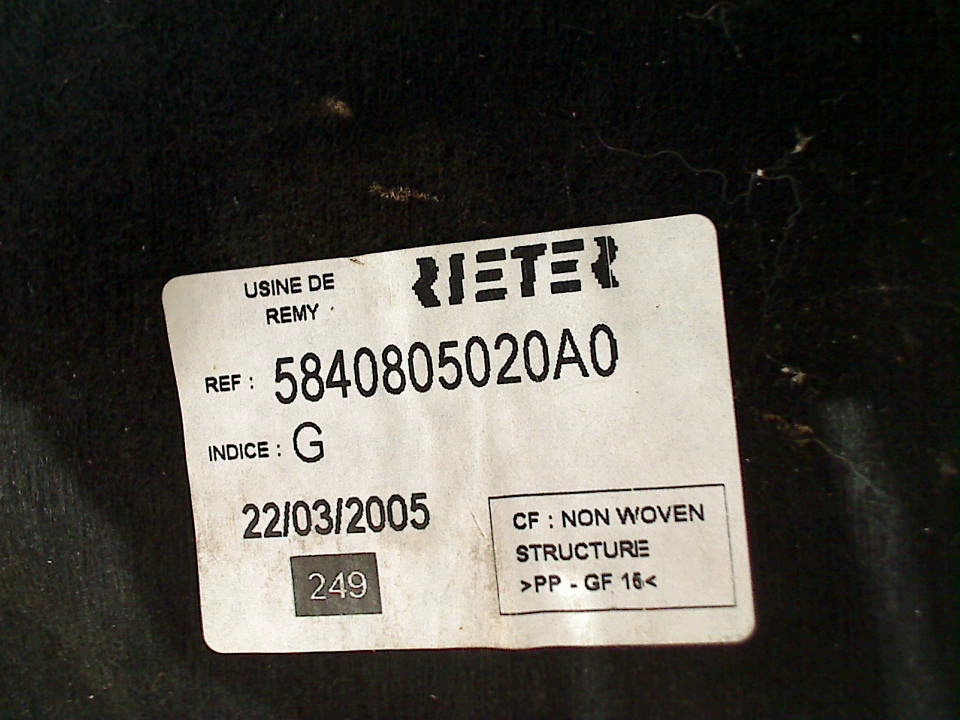 USINE DE
REMY
RIETER
REF : 5840805020A0
INDICE : G
22/03/2005
249
CF : NON WOVEN
STRUCTURE
>PP - GF 15<